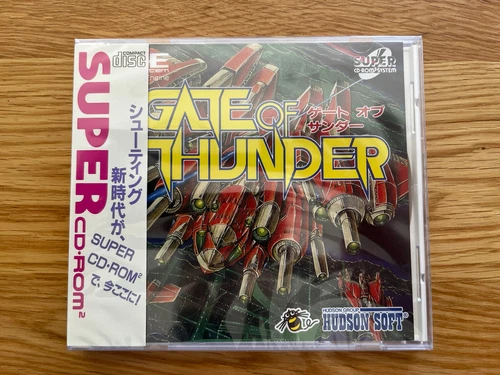 COMPACT
disc
SUPER
CD-ROM²
シューティング
新時代が、
SUPER
CD-ROM²
で、今ここに!
GATE OF
THUNDER
ゲート オブ
サンダー
SUPER
CD-ROM² SYSTEM
HUDSON GROUP
HUDSON SOFT